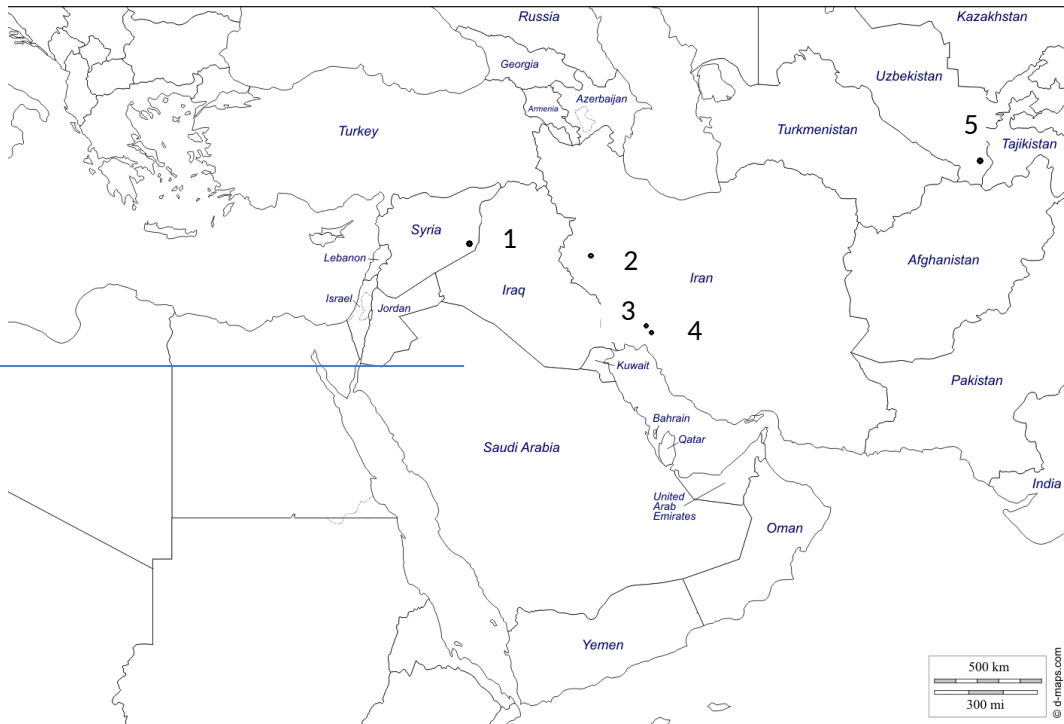 Russia
Kazakhstan
Georgia
Uzbekistan
Armenia
Azerbaijan
Turkey
Turkmenistan
5
Tajikistan
Syria
1
Lebanon
2
Iran
Afghanistan
Iraq
Israel
Jordan
3
4
Kuwait
Pakistan
Bahrain
Qatar
Saudi Arabia
India
United
Arab
Emirates
Oman
Yemen
500 km
300 mi
© d-maps.com